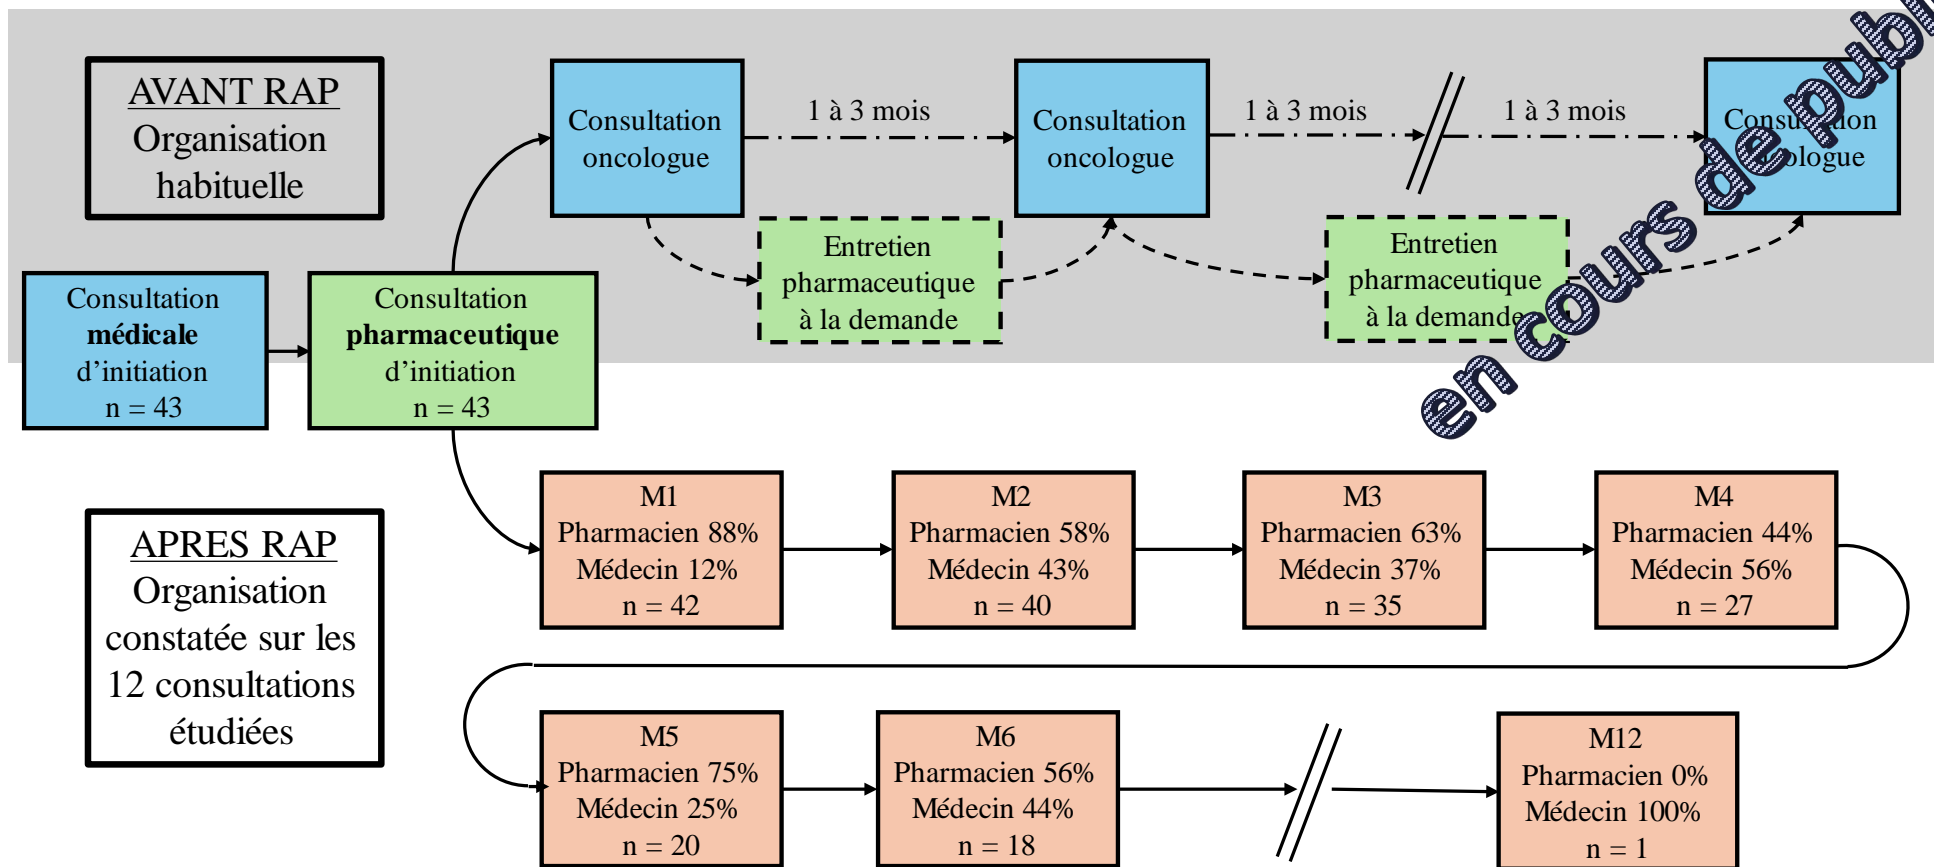 AVANT RAP
Organisation
habituelle
Consultation
oncologue
1 à 3 mois
Consultation
oncologue
1 à 3 mois
1 à 3 mois
Consultation
oncologue
Entretien
pharmaceutique
à la demande
Entretien
pharmaceutique
à la demande
en cours de publi
Consultation
médicale
d’initiation
n = 43
Consultation
pharmaceutique
d’initiation
n = 43
APRES RAP
Organisation
constatée sur les
12 consultations
étudiées
M1
Pharmacien 88%
Médecin 12%
n = 42
M2
Pharmacien 58%
Médecin 43%
n = 40
M3
Pharmacien 63%
Médecin 37%
n = 35
M4
Pharmacien 44%
Médecin 56%
n = 27
M5
Pharmacien 75%
Médecin 25%
n = 20
M6
Pharmacien 56%
Médecin 44%
n = 18
M12
Pharmacien 0%
Médecin 100%
n = 1